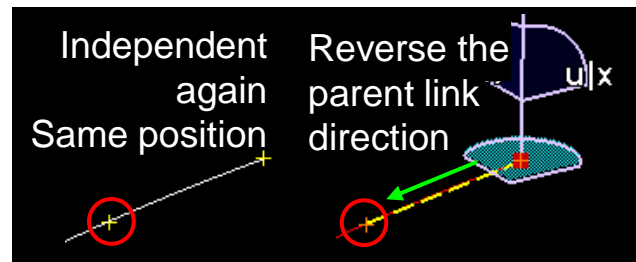 Independent
again
Same position
Reverse the
parent link
direction
u|x